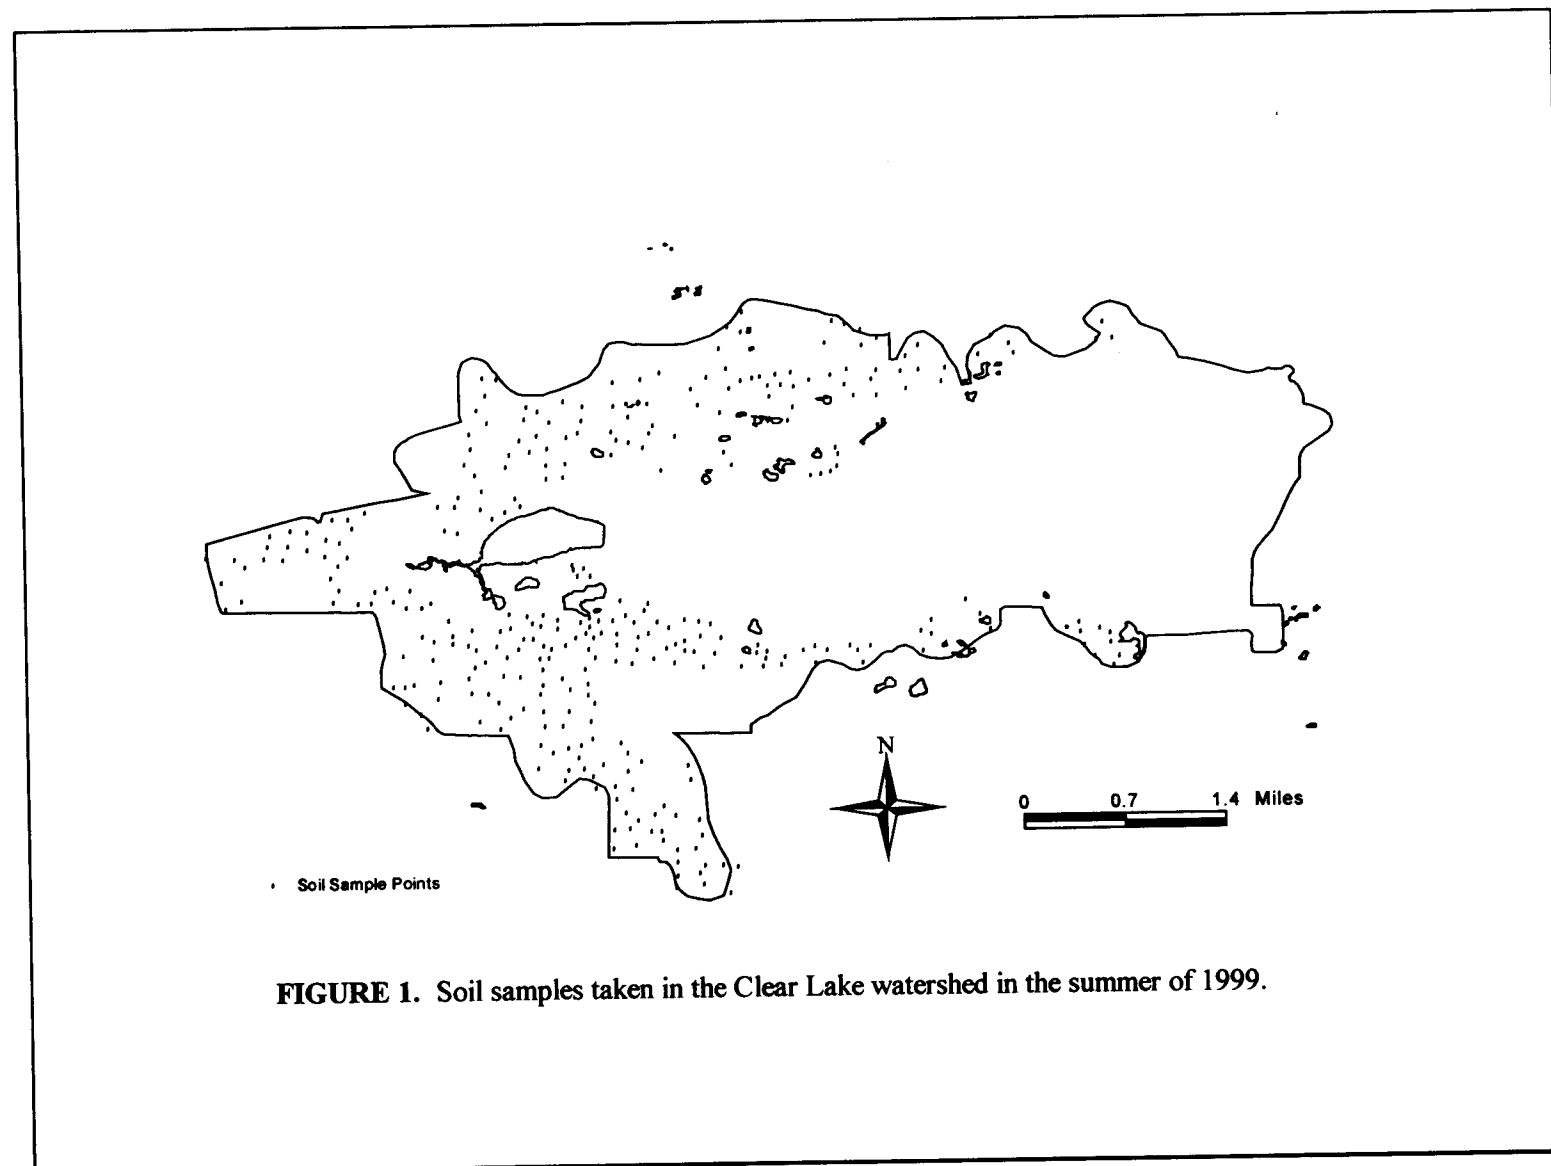 N
0 0.7 1.4 Miles
Soil Sample Points
FIGURE 1. Soil samples taken in the Clear Lake watershed in the summer of 1999.